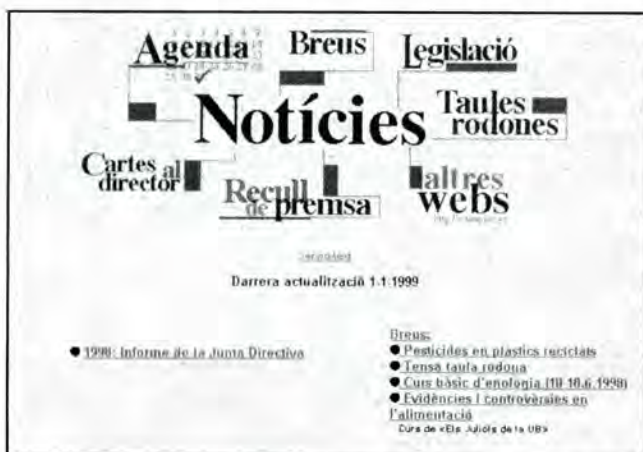 Agenda
Breus
Legislació
Notícies
Taules
rodones
Cartes al
director
Recull
de premsa
altres
webs
Darrera actualització 1.1.1999
1998: Informe de la Junta Directiva
Breus:
Pesticides en plàstics reciclats
Tensa taula rodona
Curs bàsic d'enologia (10-18.6.1998)
Evidències i controvèrsies en
l'alimentació
Curs de «Els Juliols de la UB»